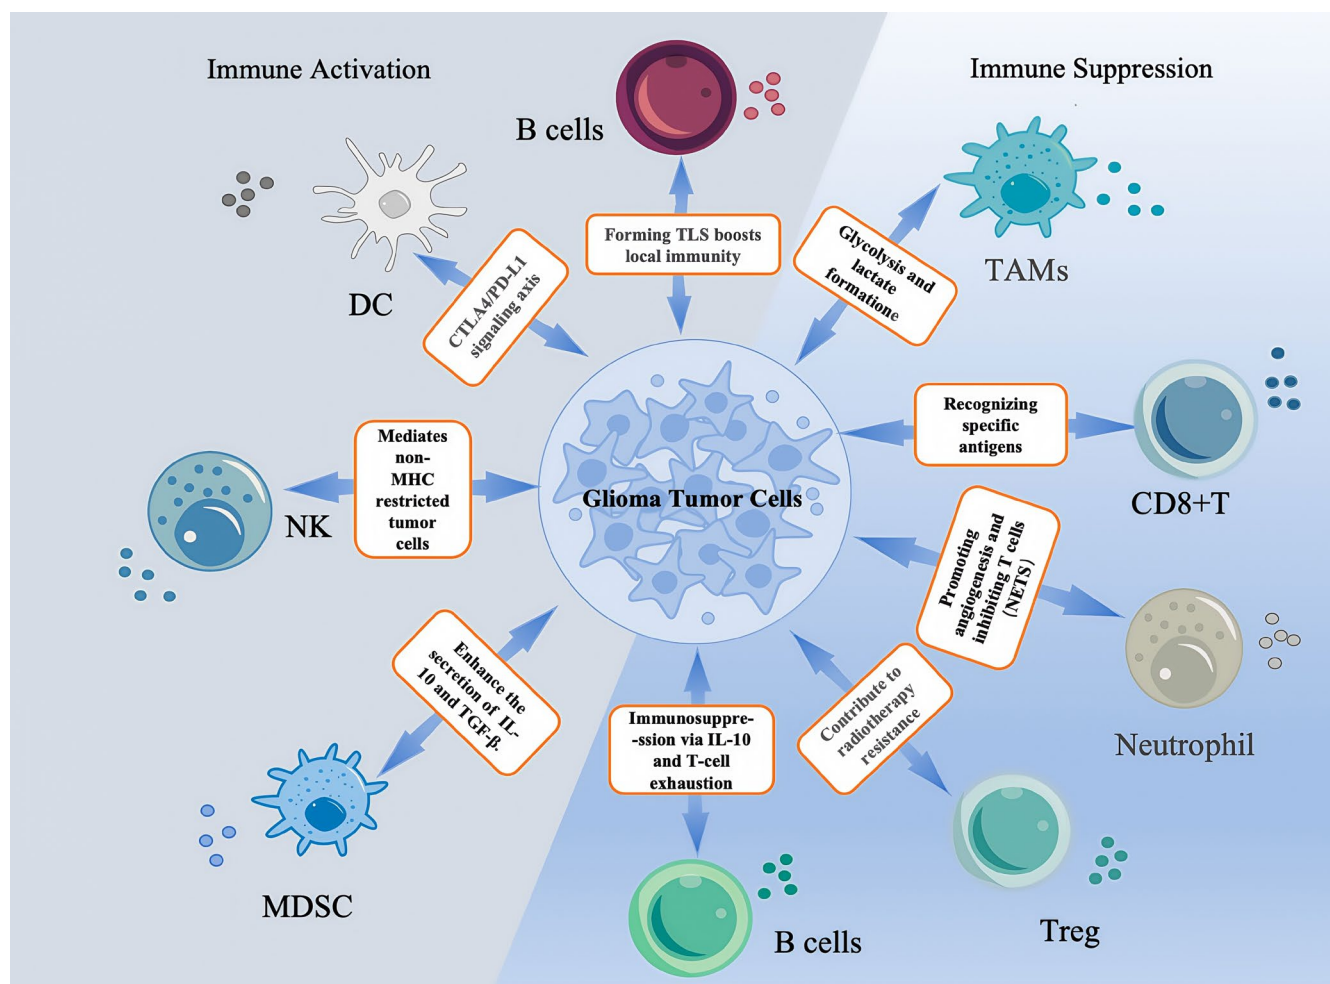 Immune Activation
Immune Suppression
B cells
DC
TAMs
Forming TLS boosts
local immunity
CTLA4/PD-L1
signaling axis
Glycolysis and
lactate
formatione
Recognizing
specific
antigens
CD8+T
Mediates
non-
MHC
restricted
tumor
cells
NK
Glioma Tumor Cells
Promoting
angiogenesis and
inhibiting T cells
(NETS)
Neutrophil
Enhance the
secretion of IL-
10 and TGF-β.
MDSC
Immunosuppre-
-ssion via IL-10
and T-cell
exhaustion
B cells
Contribute to
radiotherapy
resistance
Treg